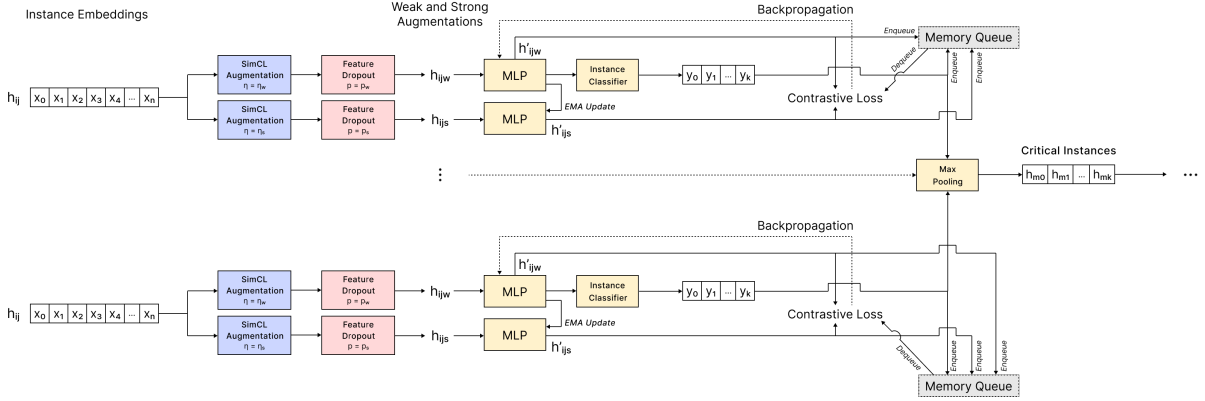 Instance Embeddings
Weak and Strong
Augmentations
Backpropagation
h'ijw
Enqueue
Memory Queue
Dequeue
Enqueue
Enqueue
SimCL
Augmentation
η = ηw
Feature
Dropout
p = pw
hijw
MLP
Instance
Classifier
y0 y1 ... yk
hij x0 x1 x2 x3 x4 ... xn
EMA Update
Contrastive Loss
SimCL
Augmentation
η = ηs
Feature
Dropout
p = ps
hijs
MLP
h'ijs
Critical Instances
⋮
Max
Pooling
hm0 hm1 ... hmk
...
Backpropagation
h'ijw
SimCL
Augmentation
η = ηw
Feature
Dropout
p = pw
hijw
MLP
Instance
Classifier
y0 y1 ... yk
hij x0 x1 x2 x3 x4 ... xn
EMA Update
Contrastive Loss
SimCL
Augmentation
η = ηs
Feature
Dropout
p = ps
hijs
MLP
h'ijs
Dequeue
Enqueue
Enqueue
Enqueue
Memory Queue